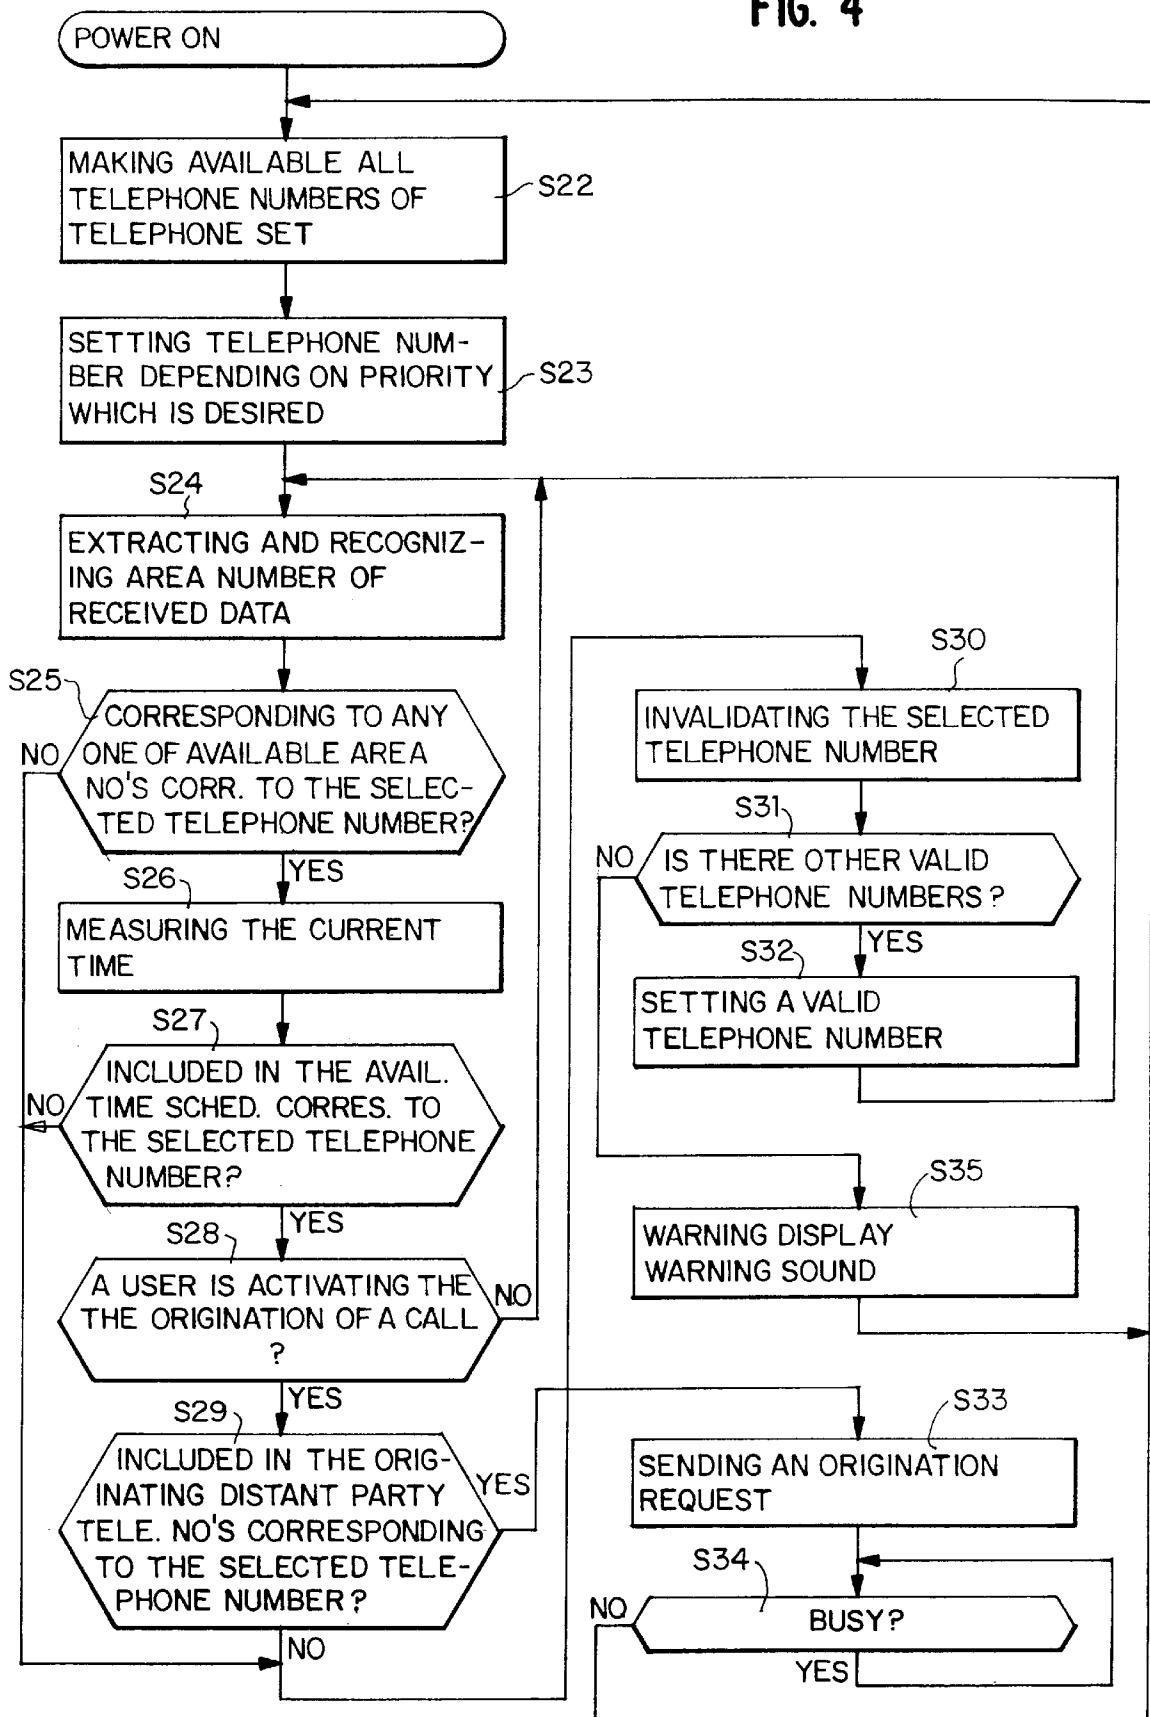 FIG. 4
POWER ON
MAKING AVAILABLE ALL
TELEPHONE NUMBERS OF
TELEPHONE SET
S22
SETTING TELEPHONE NUM-
BER DEPENDING ON PRIORITY
WHICH IS DESIRED
S23
S24
EXTRACTING AND RECOGNIZ-
ING AREA NUMBER OF
RECEIVED DATA
S25
CORRESPONDING TO ANY
ONE OF AVAILABLE AREA
NO'S CORR. TO THE SELEC-
TED TELEPHONE NUMBER?
NO
YES
S26
MEASURING THE CURRENT
TIME
S27
INCLUDED IN THE AVAIL.
TIME SCHED. CORRES. TO
THE SELECTED TELEPHONE
NUMBER?
NO
YES
S28
A USER IS ACTIVATING THE
THE ORIGINATION OF A CALL
?
NO
YES
S29
INCLUDED IN THE ORIG-
INATING DISTANT PARTY
TELE. NO'S CORRESPONDING
TO THE SELECTED TELE-
PHONE NUMBER?
YES
NO
S30
INVALIDATING THE SELECTED
TELEPHONE NUMBER
S31
IS THERE OTHER VALID
TELEPHONE NUMBERS?
NO
YES
S32
SETTING A VALID
TELEPHONE NUMBER
S35
WARNING DISPLAY
WARNING SOUND
S33
SENDING AN ORIGINATION
REQUEST
S34
BUSY?
NO
YES